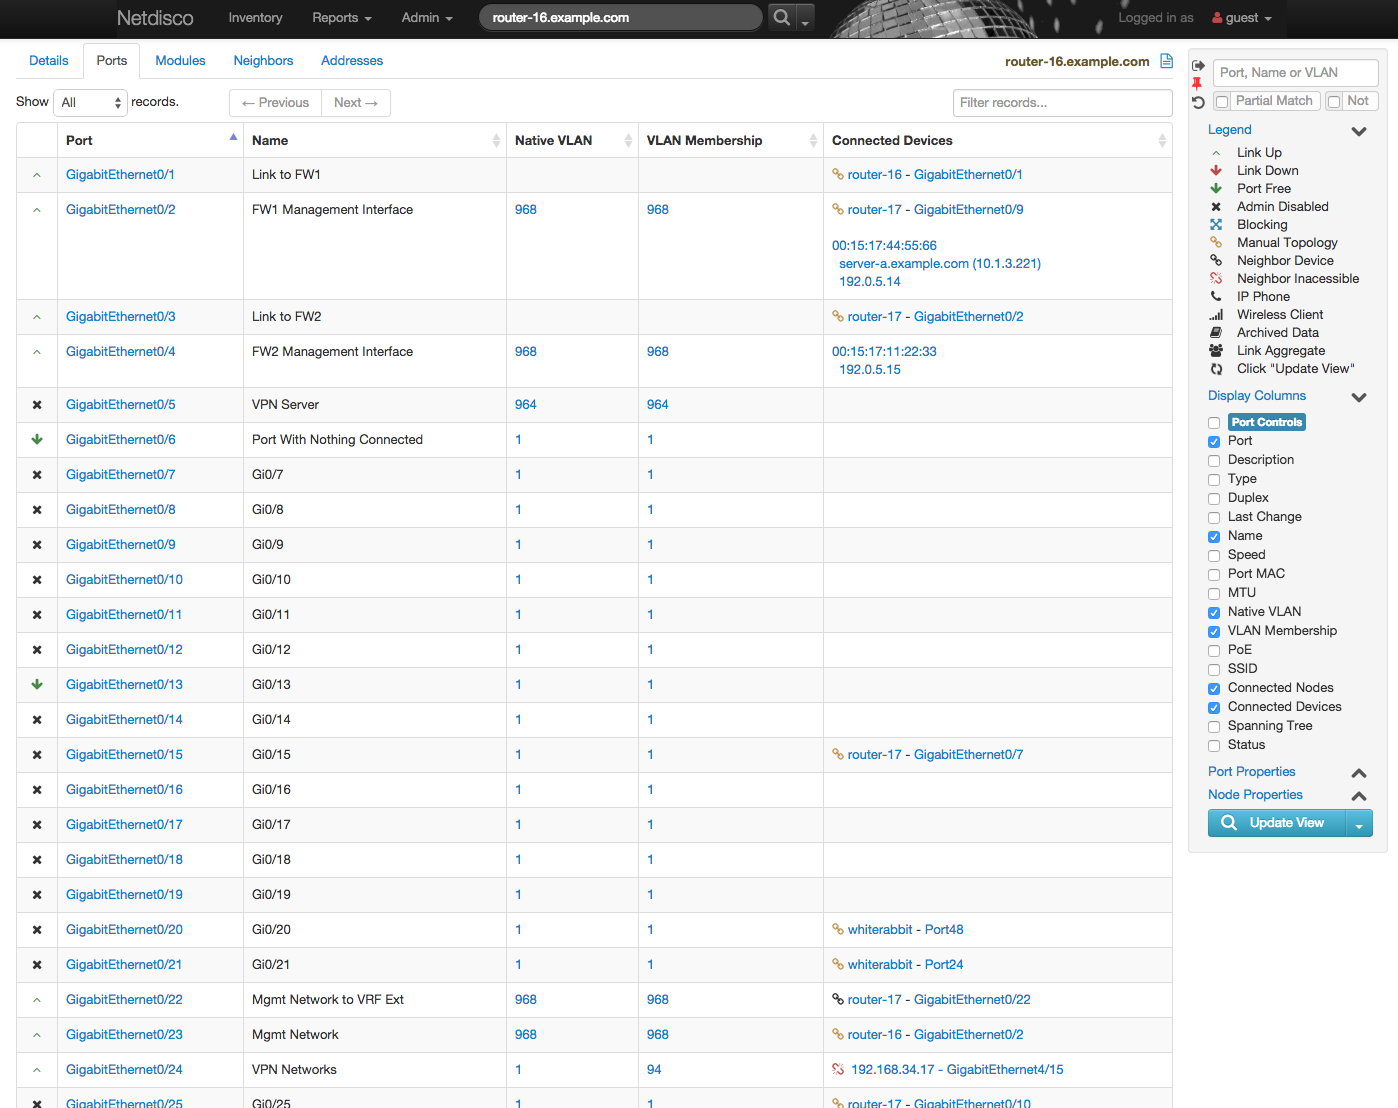 Netdisco Inventory Reports Admin router-16.example.com Logged in as guest
Details Ports Modules Neighbors Addresses router-16.example.com
Show All records. ← Previous Next → Filter records...
Port Name Native VLAN VLAN Membership Connected Devices
GigabitEthernet0/1 Link to FW1 router-16 - GigabitEthernet0/1
GigabitEthernet0/2 FW1 Management Interface 968 968 router-17 - GigabitEthernet0/9
00:15:17:44:55:66
server-a.example.com (10.1.3.221)
192.0.5.14
GigabitEthernet0/3 Link to FW2 router-17 - GigabitEthernet0/2
GigabitEthernet0/4 FW2 Management Interface 968 968 00:15:17:11:22:33
192.0.5.15
GigabitEthernet0/5 VPN Server 964 964
GigabitEthernet0/6 Port With Nothing Connected 1 1
GigabitEthernet0/7 Gi0/7 1 1
GigabitEthernet0/8 Gi0/8 1 1
GigabitEthernet0/9 Gi0/9 1 1
GigabitEthernet0/10 Gi0/10 1 1
GigabitEthernet0/11 Gi0/11 1 1
GigabitEthernet0/12 Gi0/12 1 1
GigabitEthernet0/13 Gi0/13 1 1
GigabitEthernet0/14 Gi0/14 1 1
GigabitEthernet0/15 Gi0/15 1 1 router-17 - GigabitEthernet0/7
GigabitEthernet0/16 Gi0/16 1 1
GigabitEthernet0/17 Gi0/17 1 1
GigabitEthernet0/18 Gi0/18 1 1
GigabitEthernet0/19 Gi0/19 1 1
GigabitEthernet0/20 Gi0/20 1 1 whiterabbit - Port48
GigabitEthernet0/21 Gi0/21 1 1 whiterabbit - Port24
GigabitEthernet0/22 Mgmt Network to VRF Ext 968 968 router-17 - GigabitEthernet0/22
GigabitEthernet0/23 Mgmt Network 968 968 router-16 - GigabitEthernet0/2
GigabitEthernet0/24 VPN Networks 1 94 192.168.34.17 - GigabitEthernet4/15
GigabitEthernet0/25 Gi0/25 1 1 router-17 - GigabitEthernet0/10
Port, Name or VLAN
Partial Match Not
Legend
Link Up
Link Down
Port Free
Admin Disabled
Blocking
Manual Topology
Neighbor Device
Neighbor Inacessible
IP Phone
Wireless Client
Archived Data
Link Aggregate
Click "Update View"
Display Columns
Port Controls
Port
Description
Type
Duplex
Last Change
Name
Speed
Port MAC
MTU
Native VLAN
VLAN Membership
PoE
SSID
Connected Nodes
Connected Devices
Spanning Tree
Status
Port Properties
Node Properties
Update View